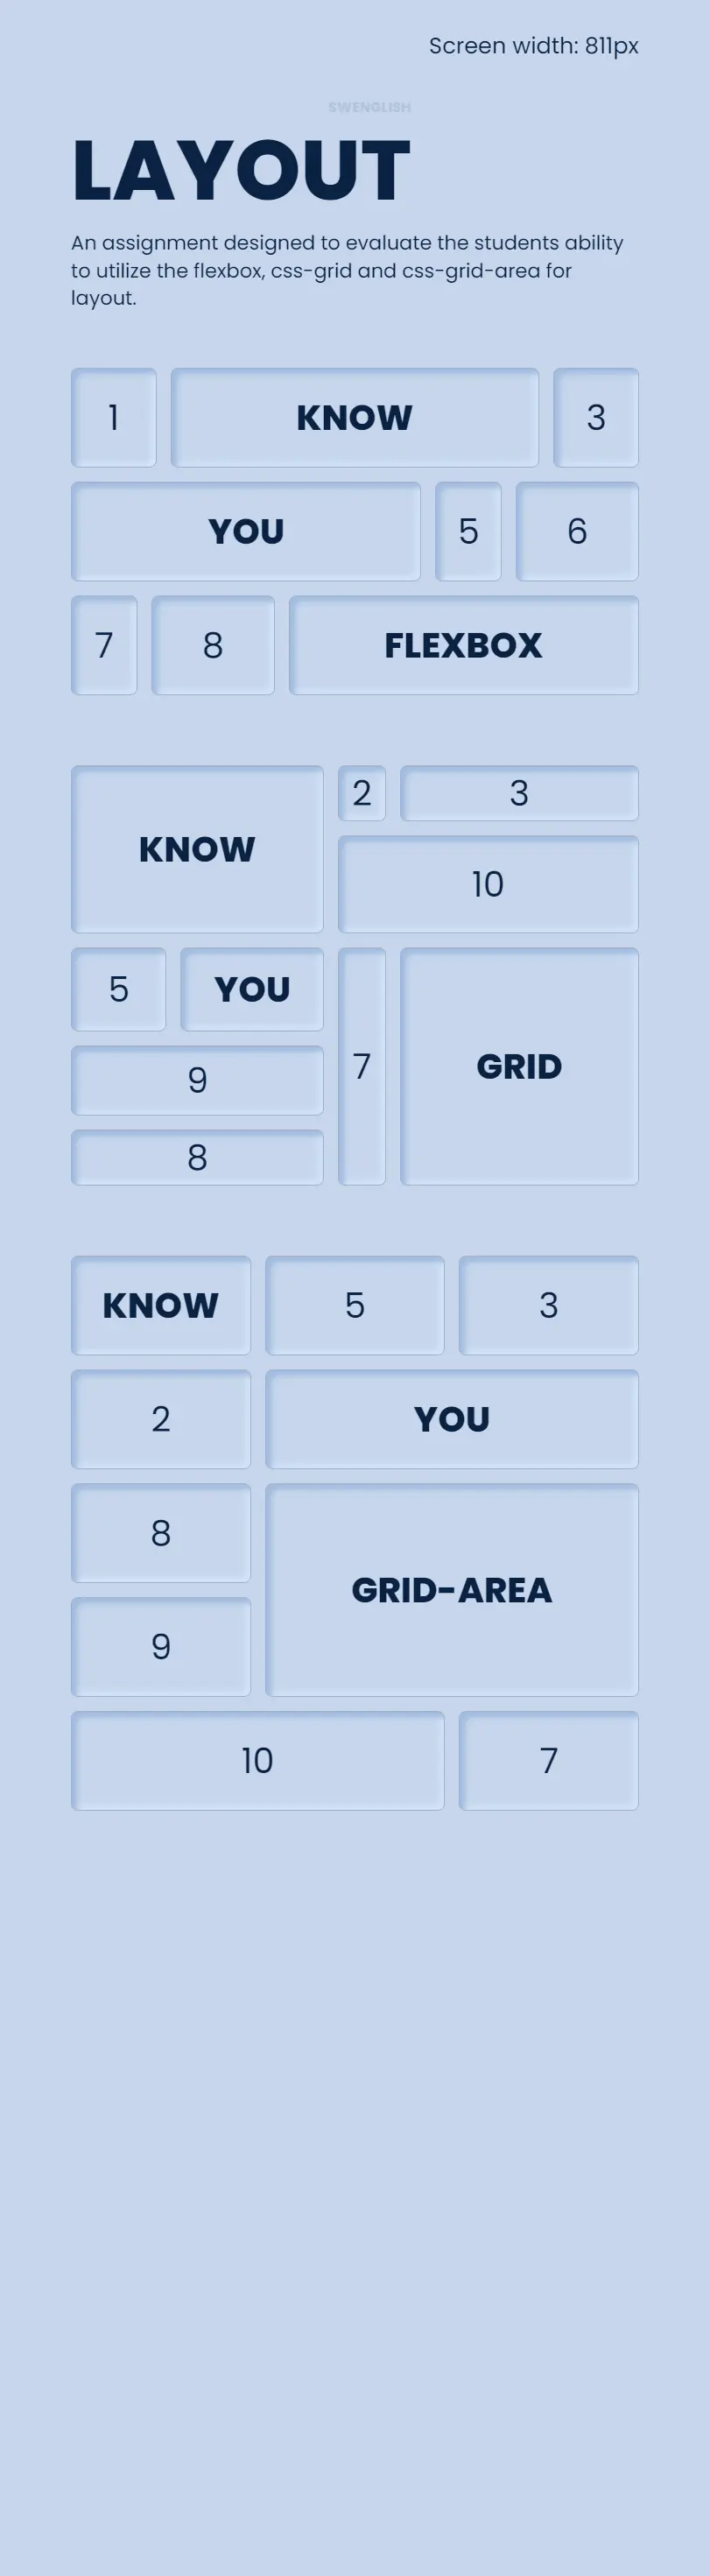 Screen width: 811px
SWENGLISH
LAYOUT
An assignment designed to evaluate the students ability
to utilize the flexbox, css-grid and css-grid-area for
layout.
1 KNOW 3
YOU 5 6
7 8 FLEXBOX
KNOW 2 3
10
5 YOU 7 GRID
9
8
KNOW 5 3
2 YOU
8 GRID-AREA
9
10 7